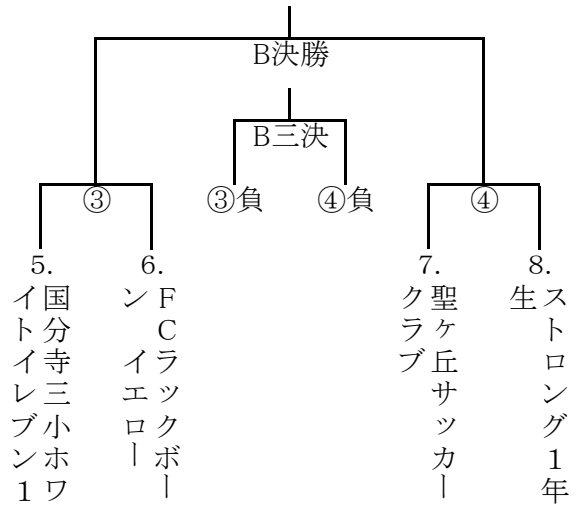 B決勝
B三決
③
③負
④負
④
5.
国分寺三小ホワ
イトイレブン1
6.
FCラックボー
ン イエロー
7.
聖ヶ丘サッカー
クラブ
8.
ストロング1年
生